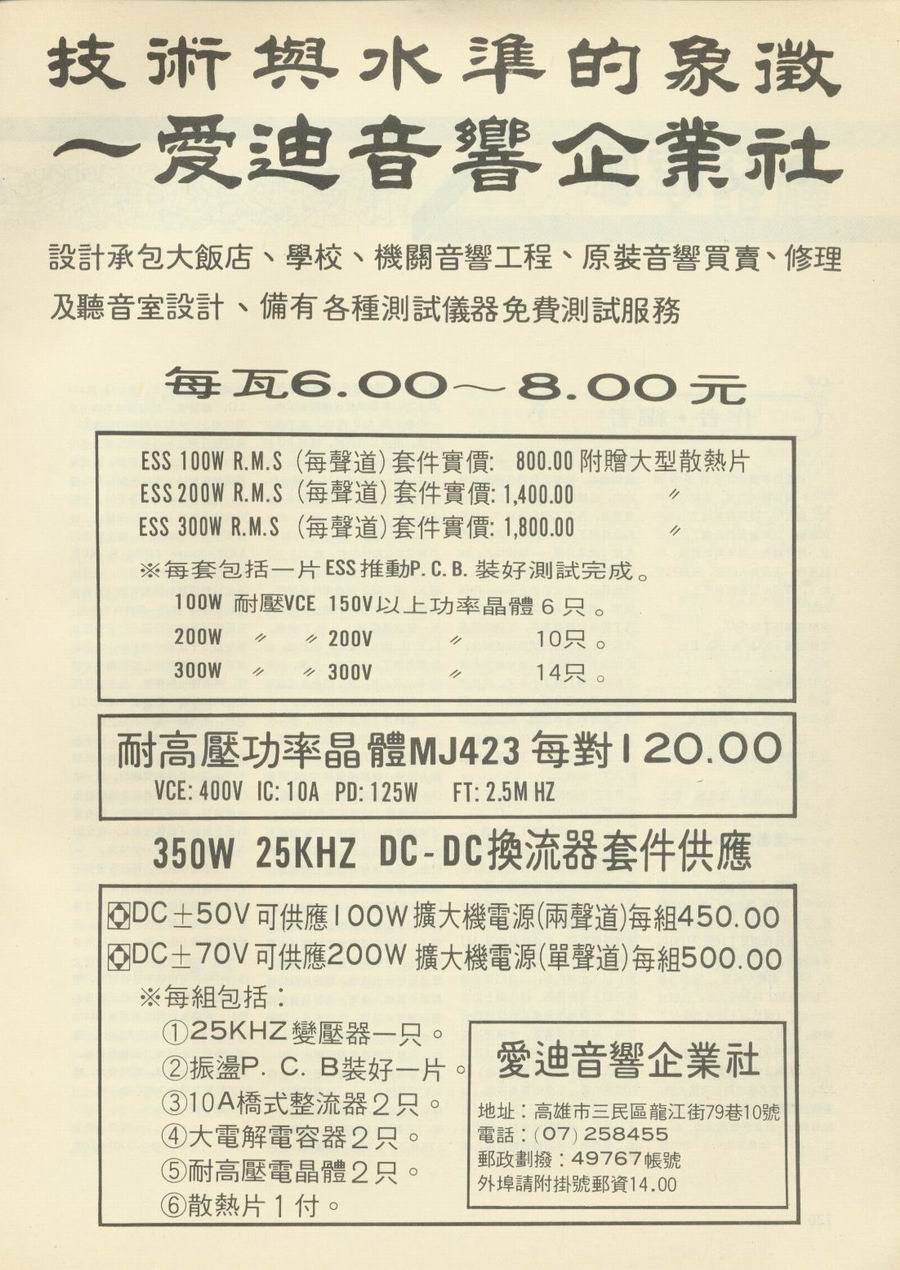 技術與水準的象徵
～愛迪音響企業社
設計承包大飯店、學校、機關音響工程、原裝音響買賣、修理
及聽音室設計、備有各種測試儀器免費測試服務
每瓦6.00～8.00元
ESS 100W R.M.S (每聲道)套件實價: 800.00附贈大型散熱片
ESS 200W R.M.S (每聲道)套件實價: 1,400.00 〃
ESS 300W R.M.S (每聲道)套件實價: 1,800.00 〃
※每套包括一片ESS推動P.C.B.裝好測試完成。
100W 耐壓VCE 150V以上功率晶體6只。
200W 〃 〃 200V 〃 10只。
300W 〃 〃 300V 〃 14只。
耐高壓功率晶體MJ423每對120.00
VCE: 400V IC: 10A PD: 125W FT: 2.5M HZ
350W 25KHZ DC-DC換流器套件供應
DC±50V可供應100W擴大機電源(兩聲道)每組450.00
DC±70V可供應200W擴大機電源(單聲道)每組500.00
※每組包括：
①25KHZ變壓器一只。
②振盪P.C.B裝好一片。
③10A橋式整流器2只。
④大電解電容器2只。
⑤耐高壓電晶體2只。
⑥散熱片1付。
愛迪音響企業社
地址：高雄市三民區龍江街79巷10號
電話：(07) 258455
郵政劃撥：49767帳號
外埠請附掛號郵資14.00